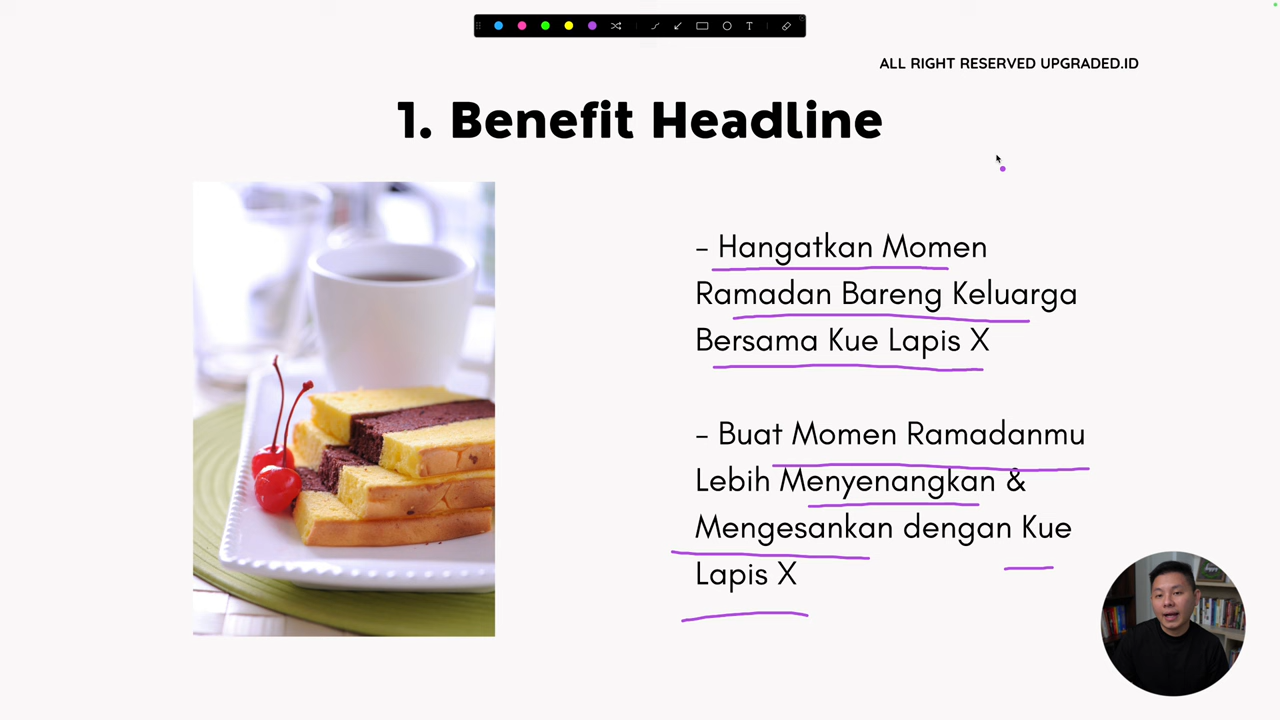 ALL RIGHT RESERVED UPGRADED.ID
1. Benefit Headline
- Hangatkan Momen
Ramadan Bareng Keluarga
Bersama Kue Lapis X
- Buat Momen Ramadanmu
Lebih Menyenangkan &
Mengesankan dengan Kue
Lapis X